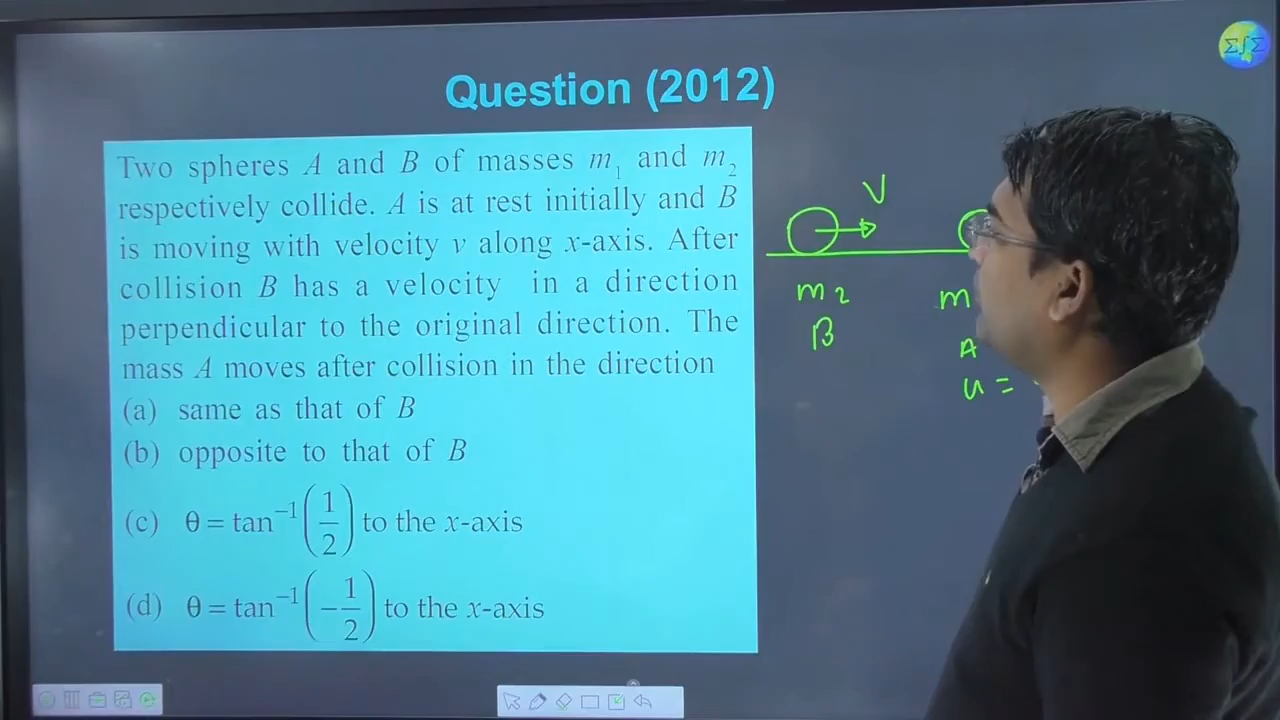 ΣʃΣ
Question (2012)
Two spheres A and B of masses m₁ and m₂
respectively collide. A is at rest initially and B
is moving with velocity v along x-axis. After
collision B has a velocity in a direction
perpendicular to the original direction. The
mass A moves after collision in the direction
(a) same as that of B
(b) opposite to that of B
(c) θ = tan⁻¹(1/2) to the x-axis
(d) θ = tan⁻¹(-1/2) to the x-axis
V
m2
B
m
A
u =